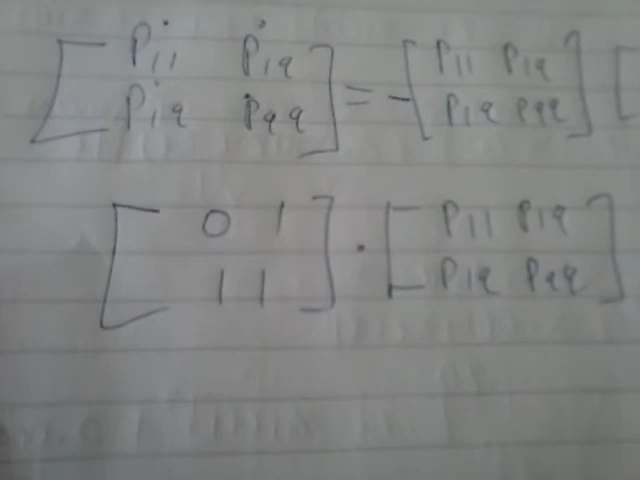 [ Ṗ₁₁ Ṗ₁₂ ] = - [ P₁₁ P₁₂ ] [
[ Ṗ₁₂ Ṗ₂₂ ] [ P₁₂ P₂₂ ]
[ 0 1 ] . [ P₁₁ P₁₂ ]
[ 1 1 ] [ P₁₂ P₂₂ ]